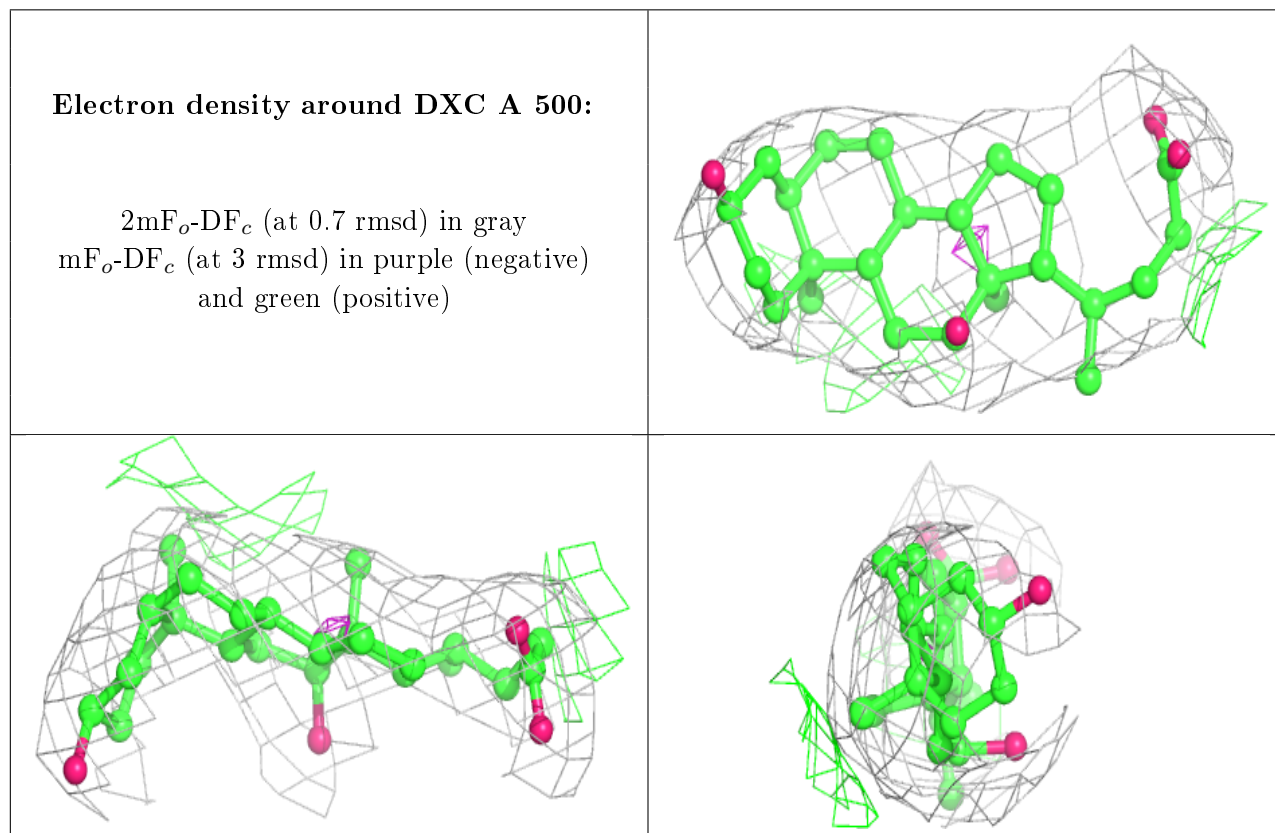 Electron density around DXC A 500:
2mFo-DFc (at 0.7 rmsd) in gray
mFo-DFc (at 3 rmsd) in purple (negative)
and green (positive)